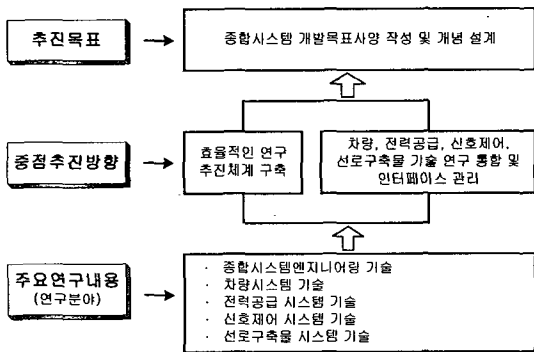 추진목표
종합시스템 개발목표사양 작성 및 개념 설계
중점추진방향
효율적인 연구
추진체계 구축
차량, 전력공급, 신호제어,
선로구축물 기술 연구 통합 및
인터페이스 관리
주요연구내용
(연구분야)
· 종합시스템엔지니어링 기술
· 차량시스템 기술
· 전력공급 시스템 기술
· 신호제어 시스템 기술
· 선로구축물 시스템 기술